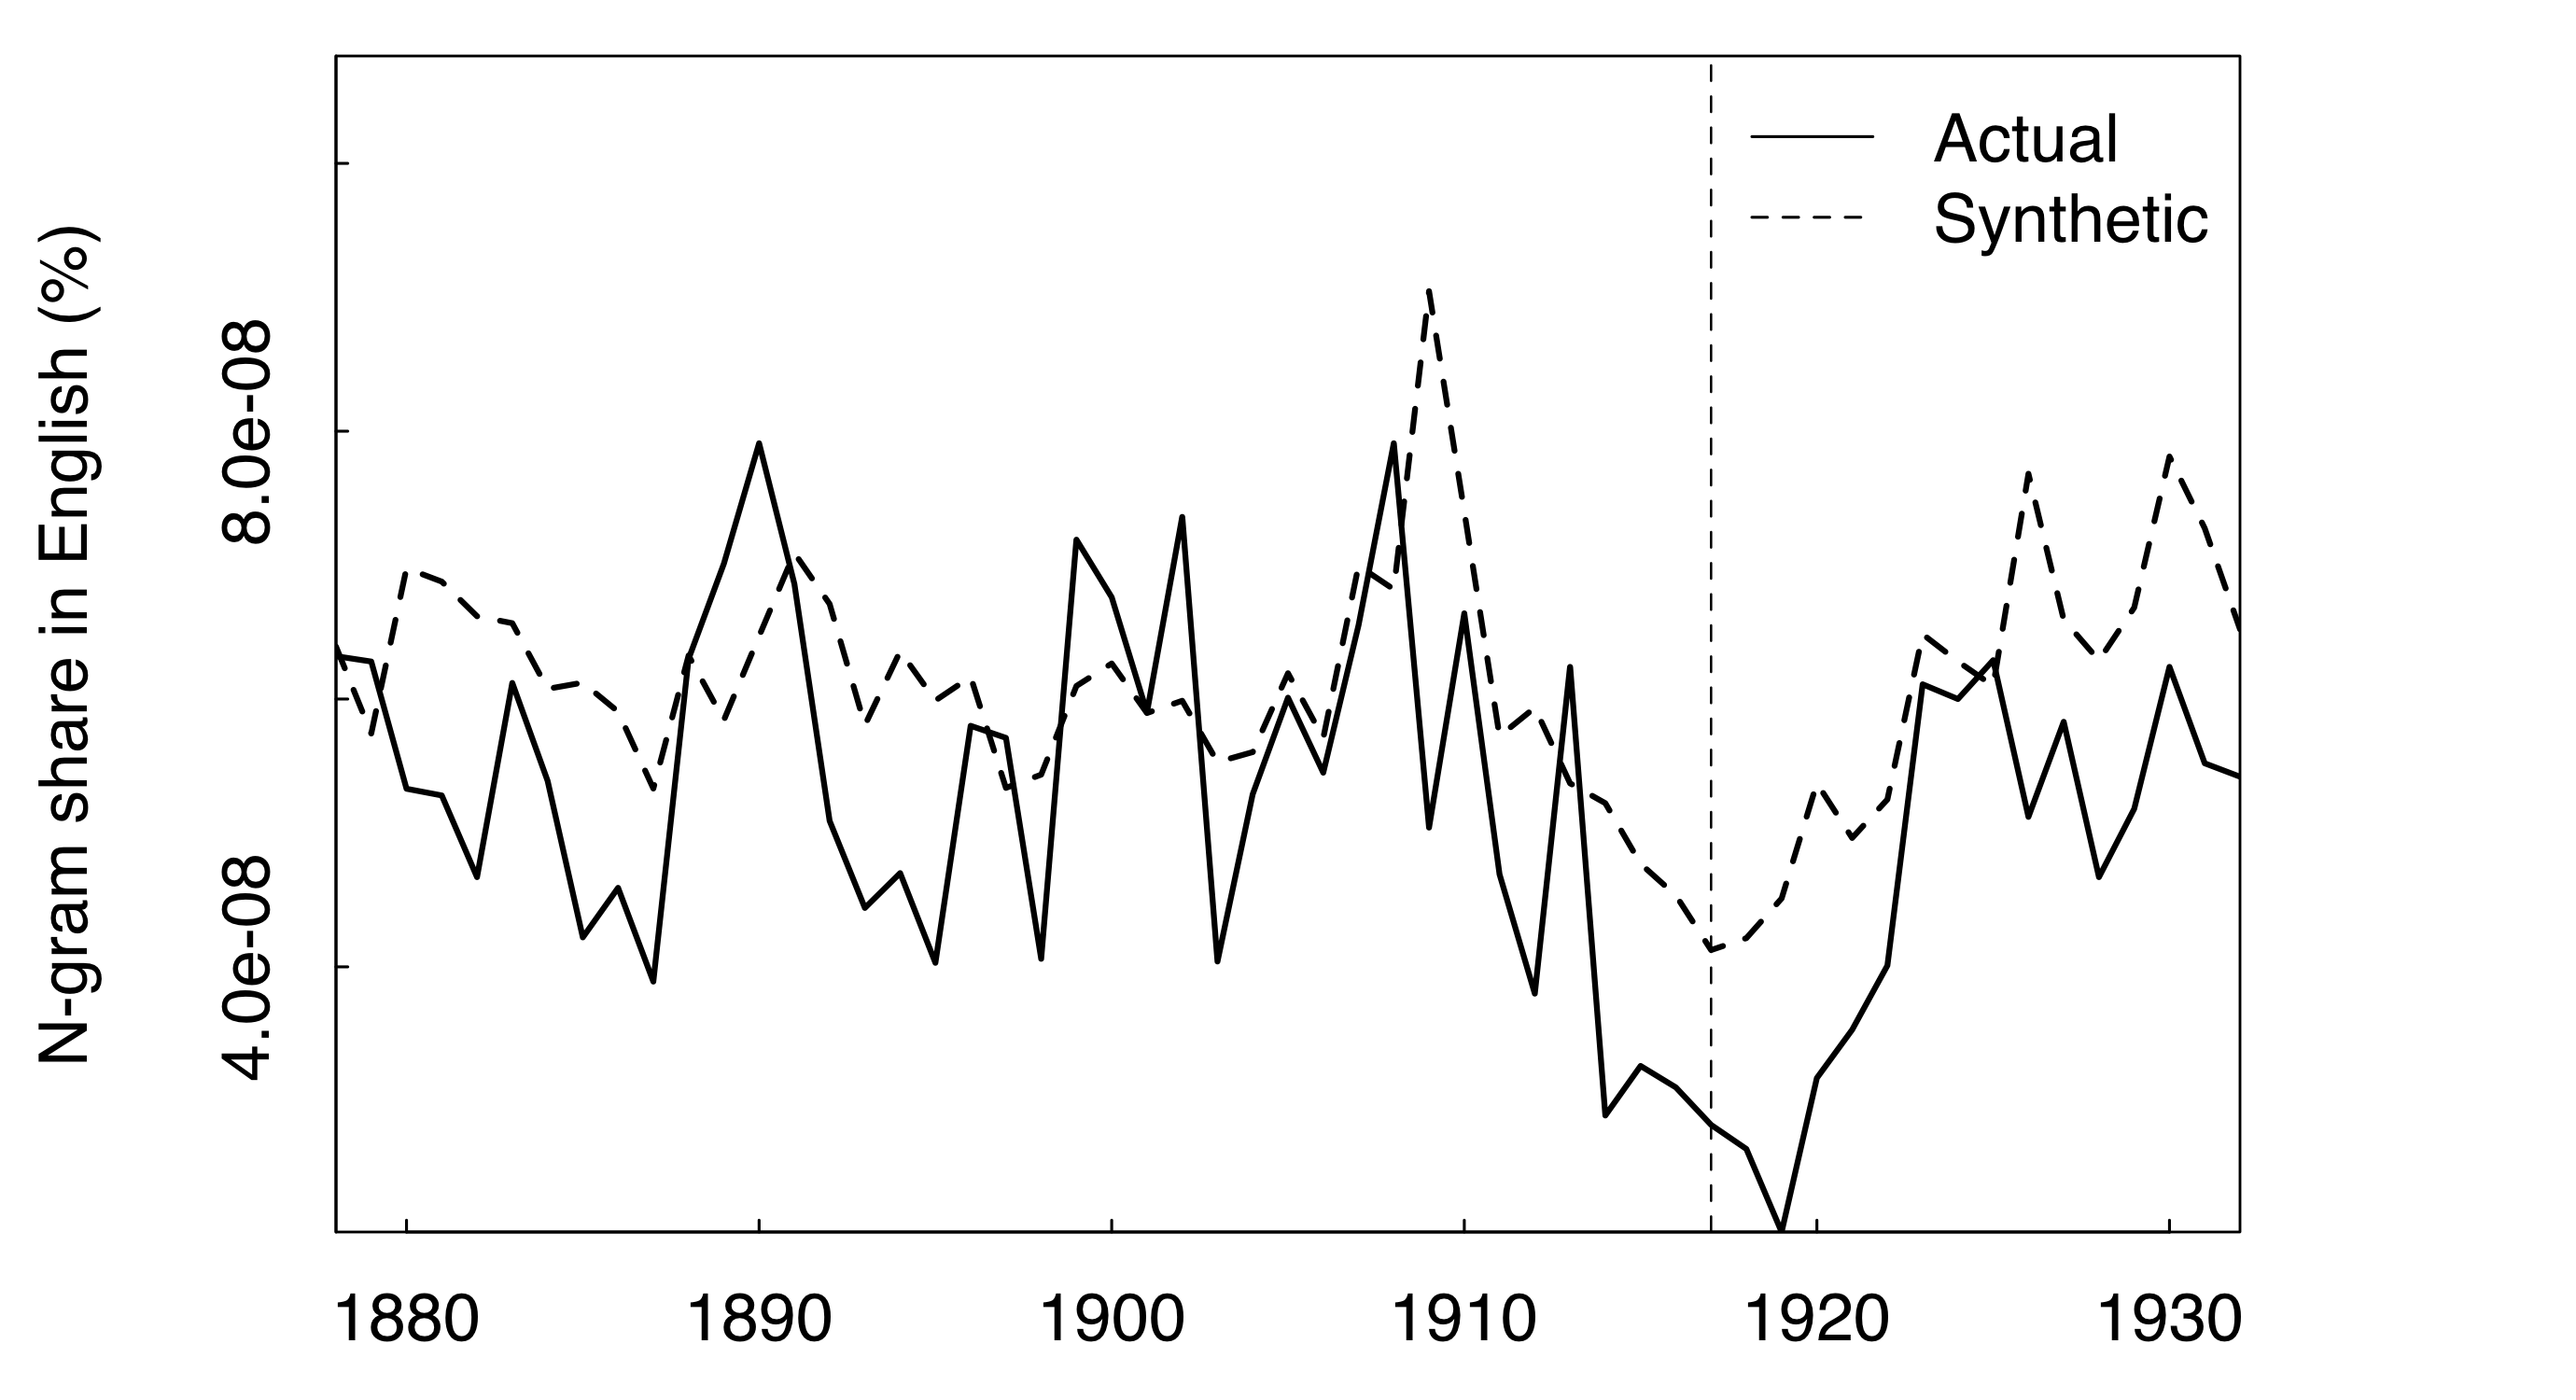 N-gram share in English (%)
8.0e-08
4.0e-08
Actual
Synthetic
1880
1890
1900
1910
1920
1930